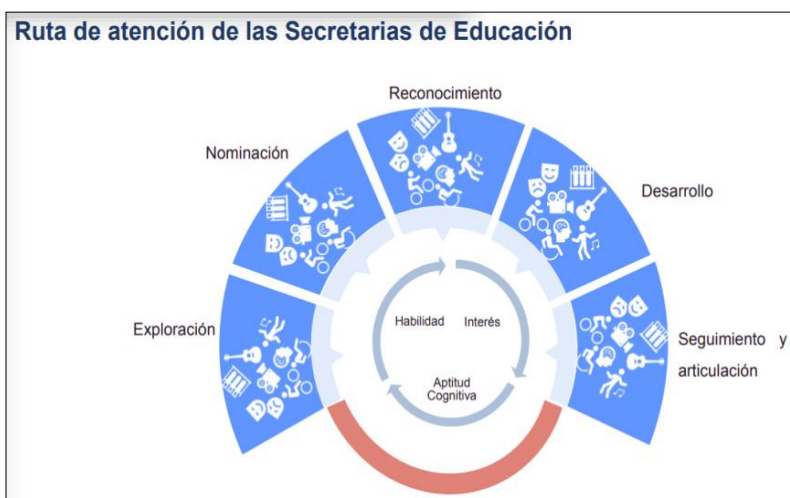 Ruta de atención de las Secretarias de Educación
Reconocimiento
Nominación
Desarrollo
Exploración
Habilidad
Interés
Aptitud
Cognitiva
Seguimiento y
articulación